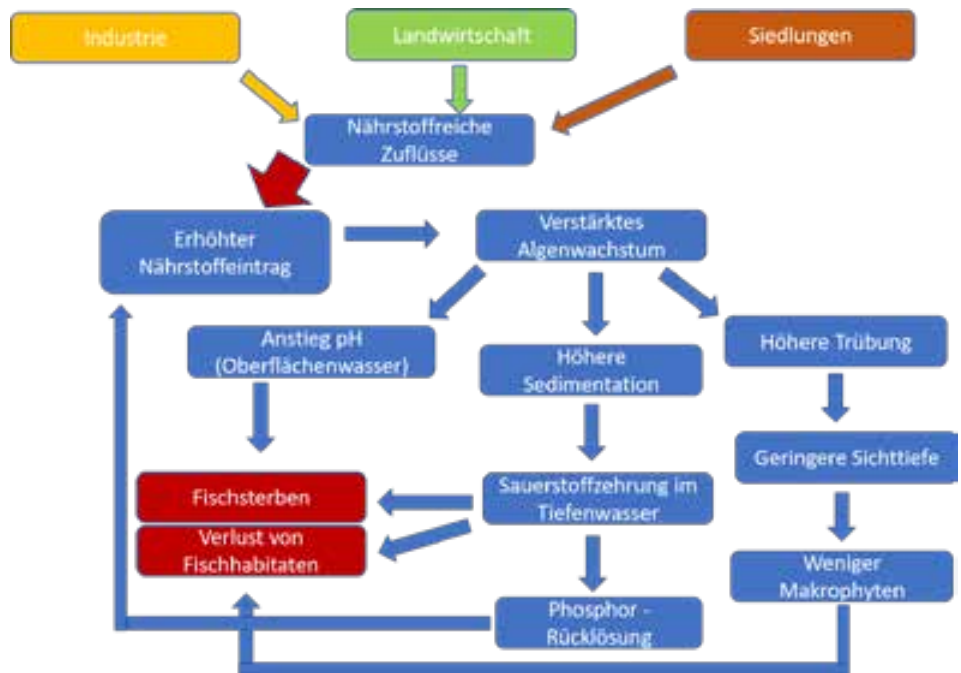 Industrie
Landwirtschaft
Siedlungen
Nährstoffreiche
Zuflüsse
Erhöhter
Nährstoffeintrag
Verstärktes
Algenwachstum
Anstieg pH
(Oberflächenwasser)
Höhere
Sedimentation
Höhere Trübung
Geringere Sichttiefe
Fischsterben
Sauerstoffzehrung im
Tiefenwasser
Verlust von
Fischhabitaten
Weniger
Makrophyten
Phosphor -
Rücklösung